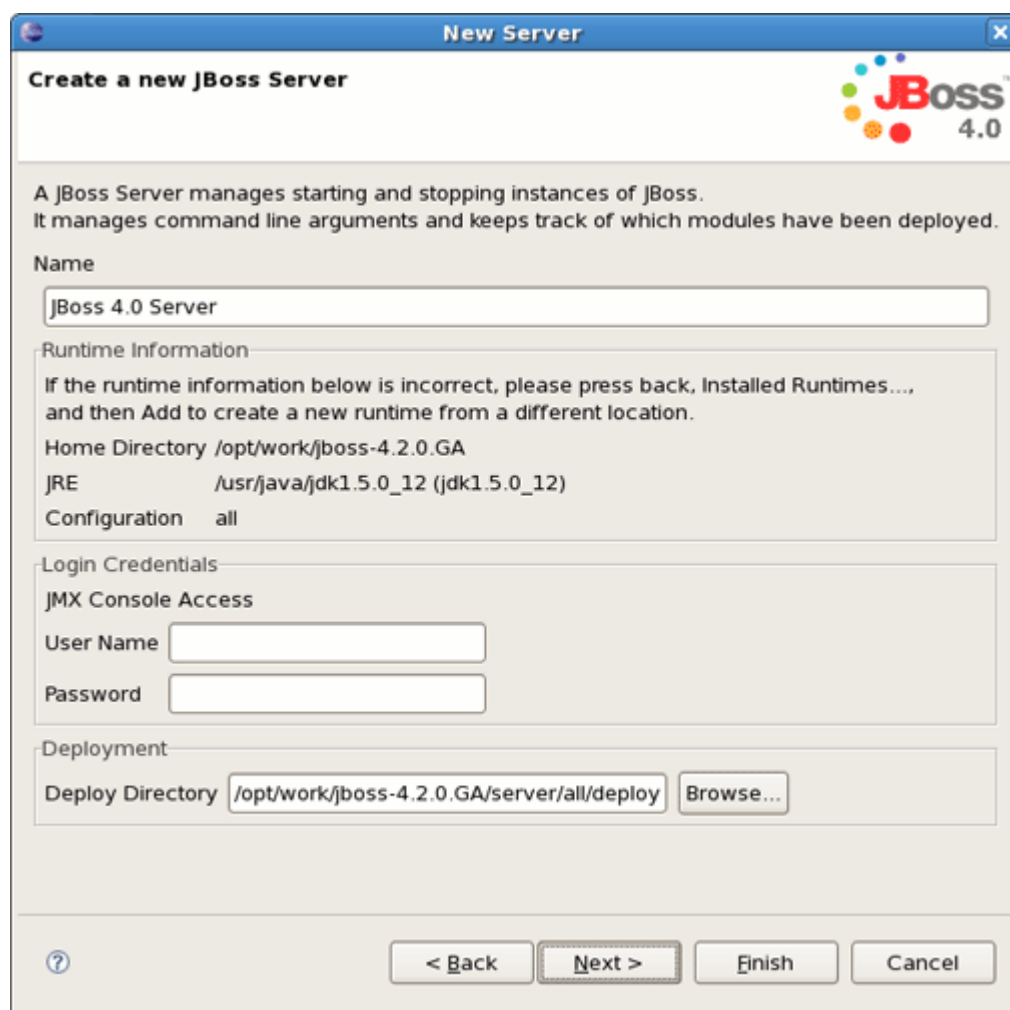 New Server
Create a new JBoss Server
JBoss
4.0
A JBoss Server manages starting and stopping instances of JBoss.
It manages command line arguments and keeps track of which modules have been deployed.
Name
JBoss 4.0 Server
Runtime Information
If the runtime information below is incorrect, please press back, Installed Runtimes...,
and then Add to create a new runtime from a different location.
Home Directory /opt/work/jboss-4.2.0.GA
JRE /usr/java/jdk1.5.0_12 (jdk1.5.0_12)
Configuration all
Login Credentials
JMX Console Access
User Name
Password
Deployment
Deploy Directory /opt/work/jboss-4.2.0.GA/server/all/deploy Browse...
? < Back Next > Finish Cancel